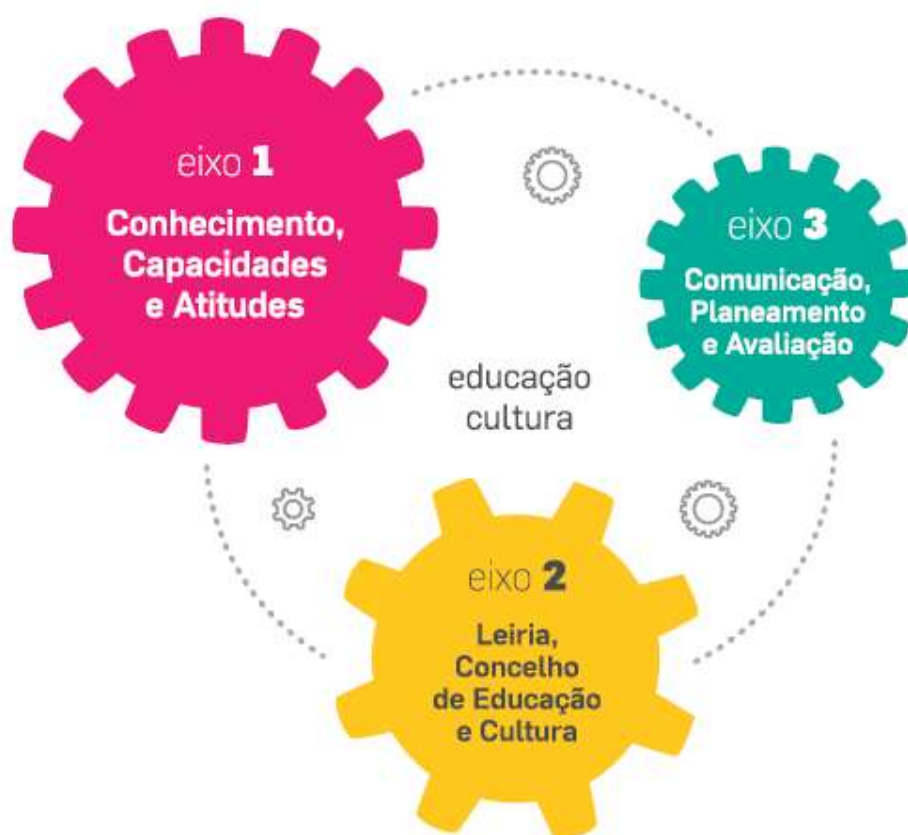 eixo 1
Conhecimento,
Capacidades
e Atitudes
eixo 3
Comunicação,
Planeamento
e Avaliação
educação
cultura
eixo 2
Leiria,
Concelho
de Educação
e Cultura